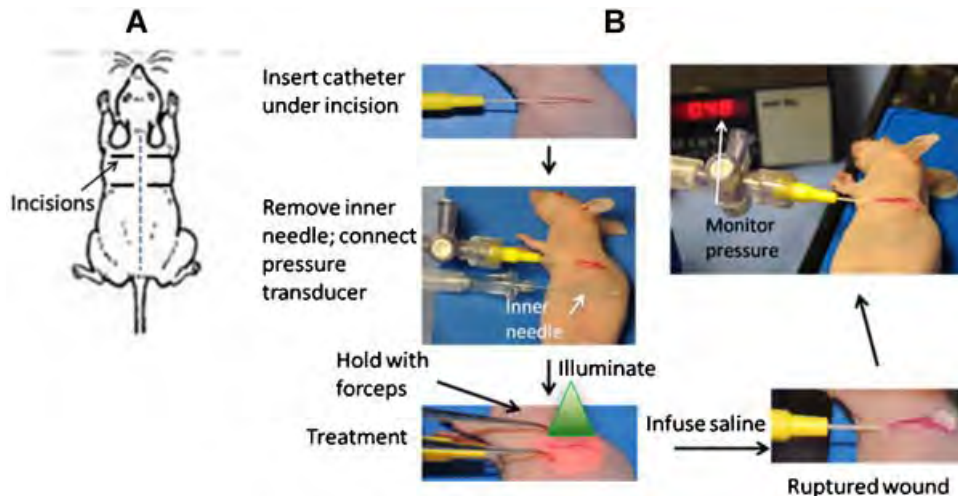 A
B
Incisions
Insert catheter
under incision
Remove inner
needle; connect
pressure
transducer
Inner
needle
Monitor
pressure
Hold with
forceps
Illuminate
Treatment
Infuse saline
Ruptured wound